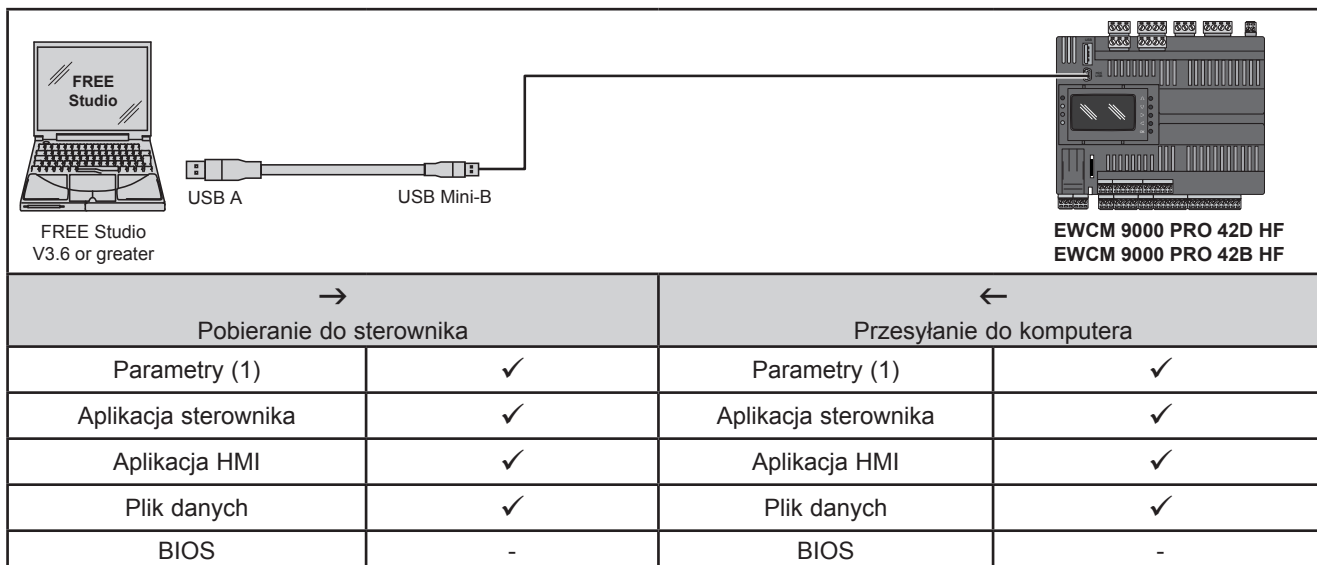 FREE
Studio
USB A
USB Mini-B
FREE Studio
V3.6 or greater
EWCM 9000 PRO 42D HF
EWCM 9000 PRO 42B HF
→ ←
Pobieranie do sterownika Przesyłanie do komputera
Parametry (1) ✓ Parametry (1) ✓
Aplikacja sterownika ✓ Aplikacja sterownika ✓
Aplikacja HMI ✓ Aplikacja HMI ✓
Plik danych ✓ Plik danych ✓
BIOS - BIOS -